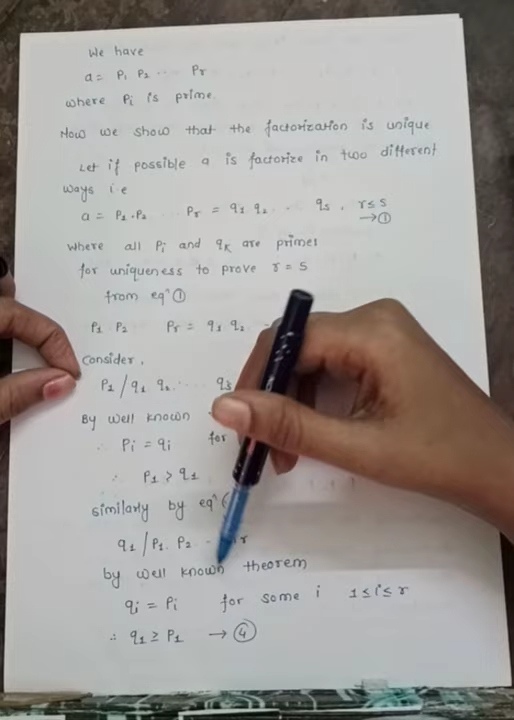 We have
a = P1 P2 ... Pr
where Pi is prime.
Now we show that the factorization is unique
Let if possible a is factorize in two different
ways i.e
a = P1.P2 ... Pr = q1 q2 ... qs, r ≤ s → ①
where all Pi and qk are primes
for uniqueness to prove r = s
from eqⁿ ①
P1 P2 Pr = q1 q2
Consider,
P1 / q1 q2 ... qs
By well known
∴ Pi = qi for
∴ P1 ≥ q1
similarly by eqⁿ
q1 / P1. P2 ... r
by well known theorem
qi = Pi for some i 1 ≤ i ≤ r
∴ q1 ≥ P1 → ④